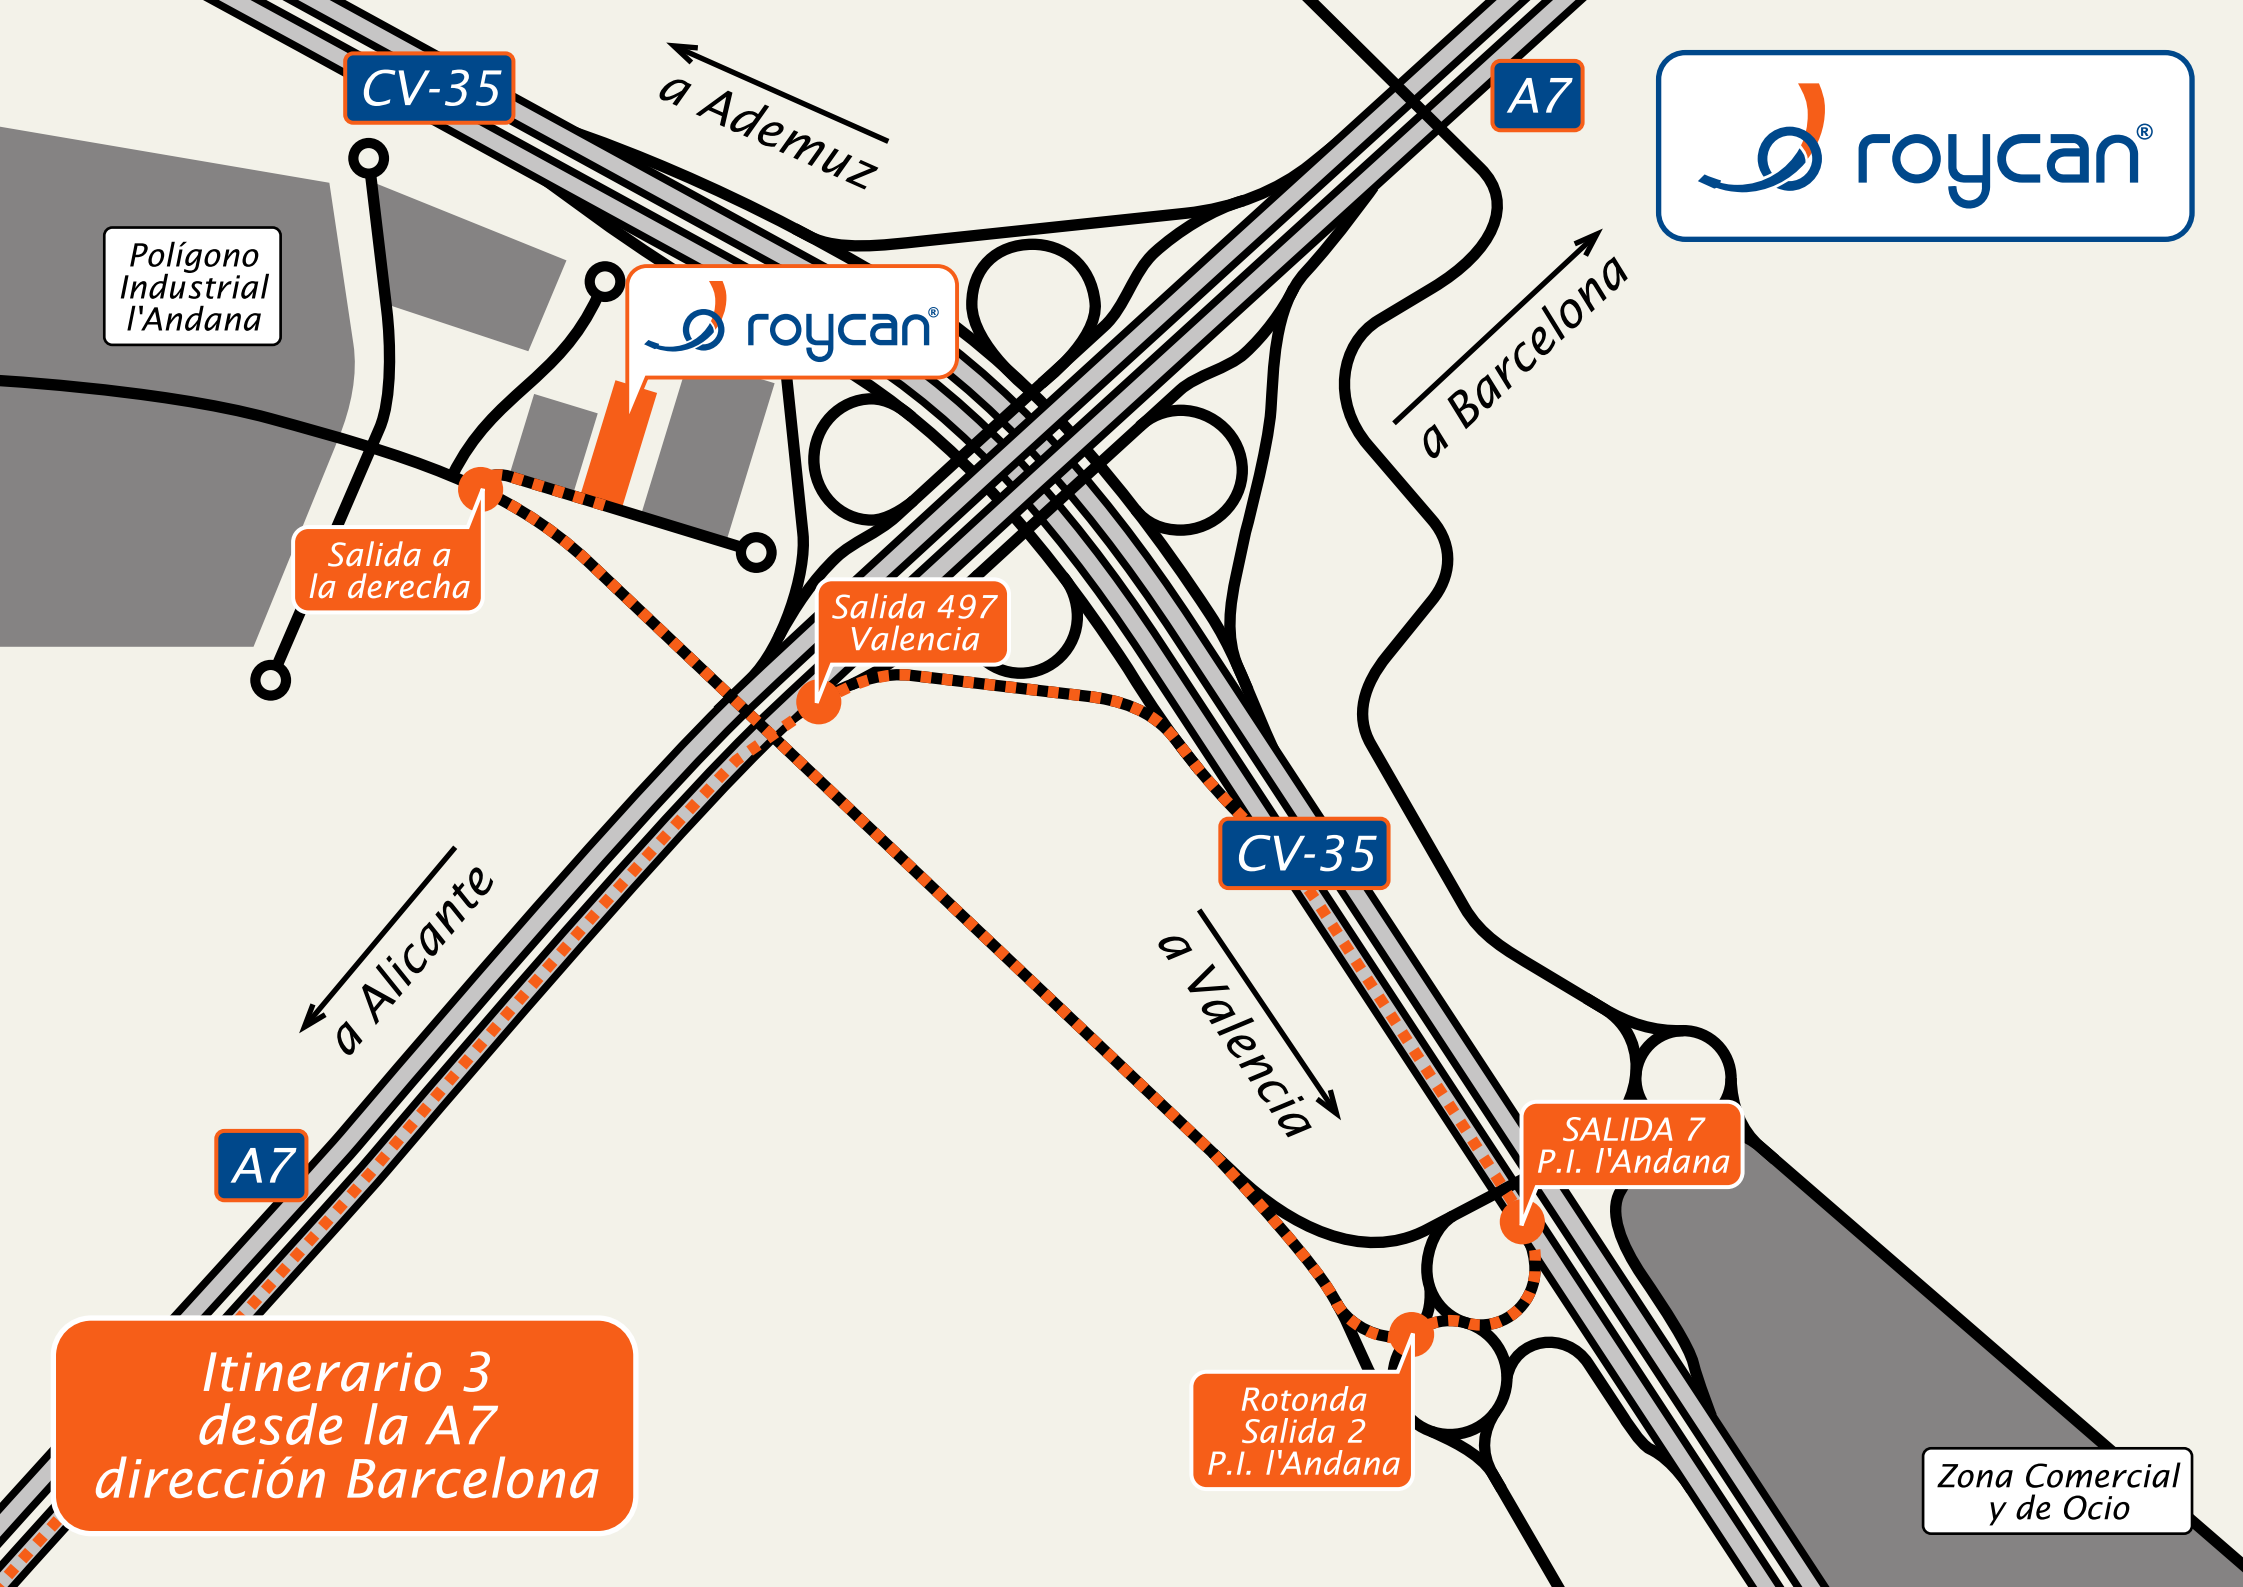 CV-35
a Ademuz
A7
roycan®
Polígono
Industrial
l'Andana
roycan®
a Barcelona
Salida a
la derecha
Salida 497
Valencia
CV-35
a Alicante
a Valencia
A7
SALIDA 7
P.I. l'Andana
Itinerario 3
desde la A7
dirección Barcelona
Rotonda
Salida 2
P.I. l'Andana
Zona Comercial
y de Ocio